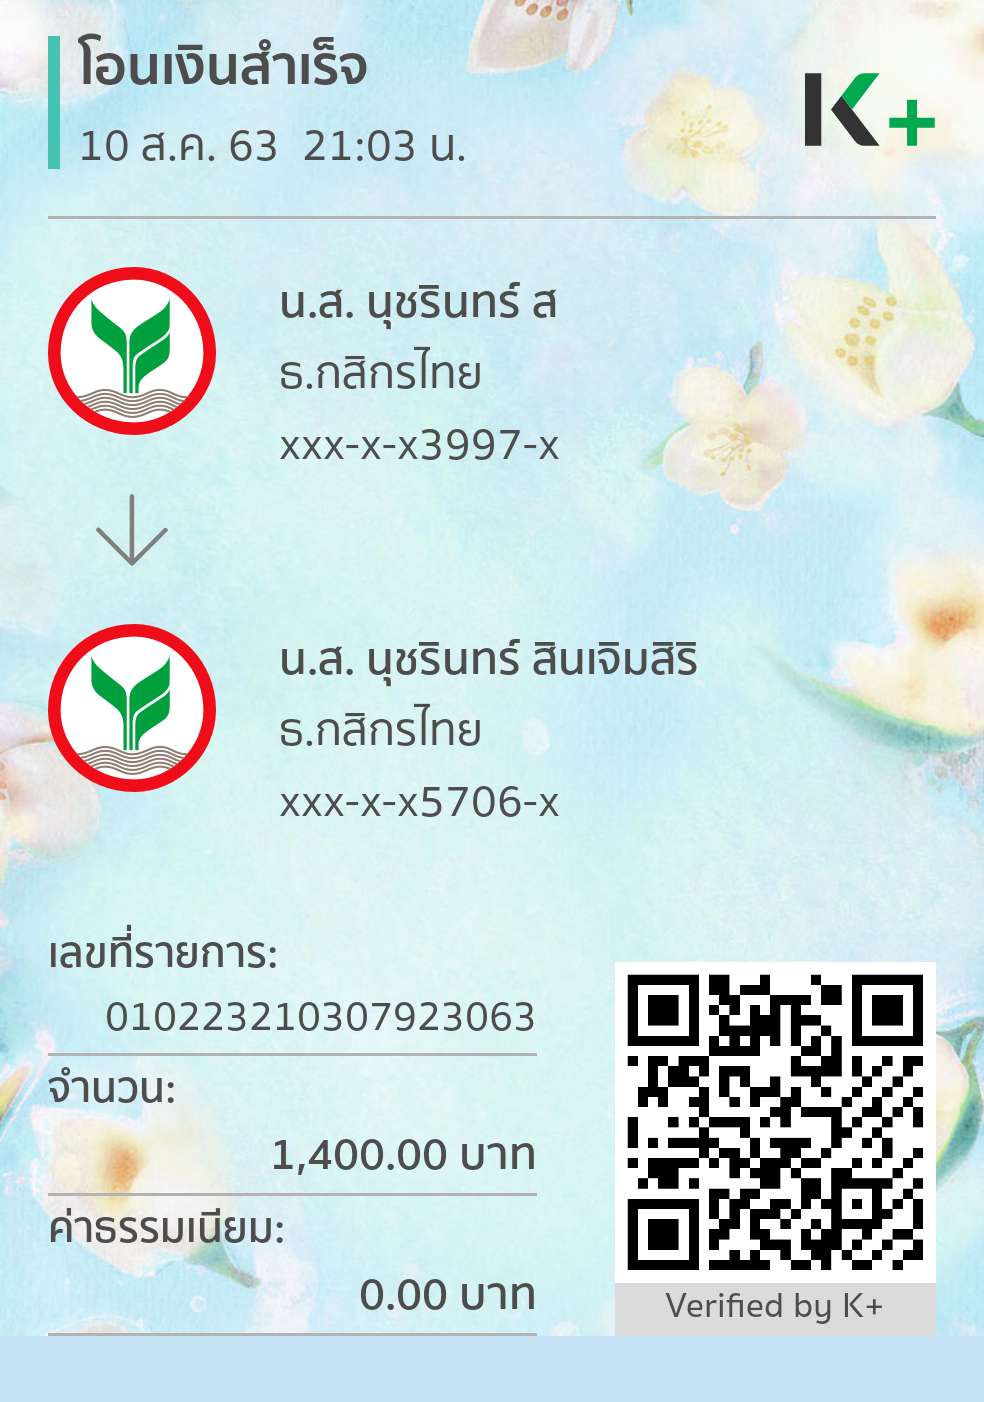 โอนเงินสำเร็จ
10 ส.ค. 63 21:03 น.
K+
น.ส. นุชรินทร์ ส
ธ.กสิกรไทย
xxx-x-x3997-x
น.ส. นุชรินทร์ สินเจิมสิริ
ธ.กสิกรไทย
xxx-x-x5706-x
เลขที่รายการ:
010223210307923063
จำนวน:
1,400.00 บาท
ค่าธรรมเนียม:
0.00 บาท
Verified by K+